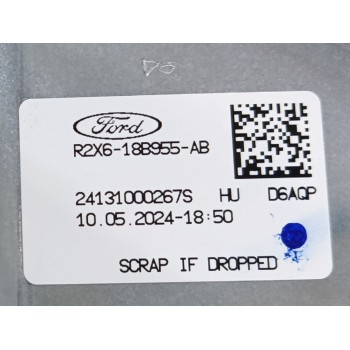 Ford
R2X6-18B955-AB
24131000267S HU D6AQP
10.05.2024-18:50
SCRAP IF DROPPED